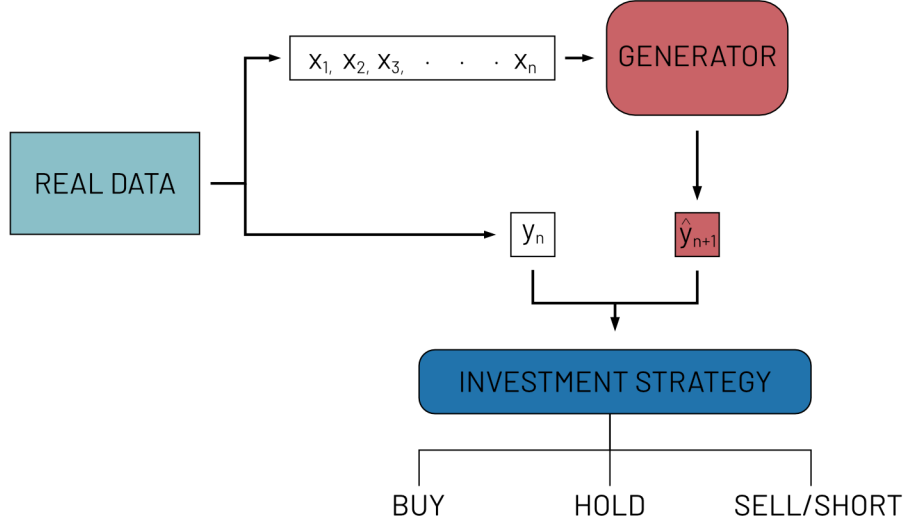 x₁, x₂, x₃, · · · xₙ
GENERATOR
REAL DATA
yₙ
ŷₙ₊₁
INVESTMENT STRATEGY
BUY
HOLD
SELL/SHORT